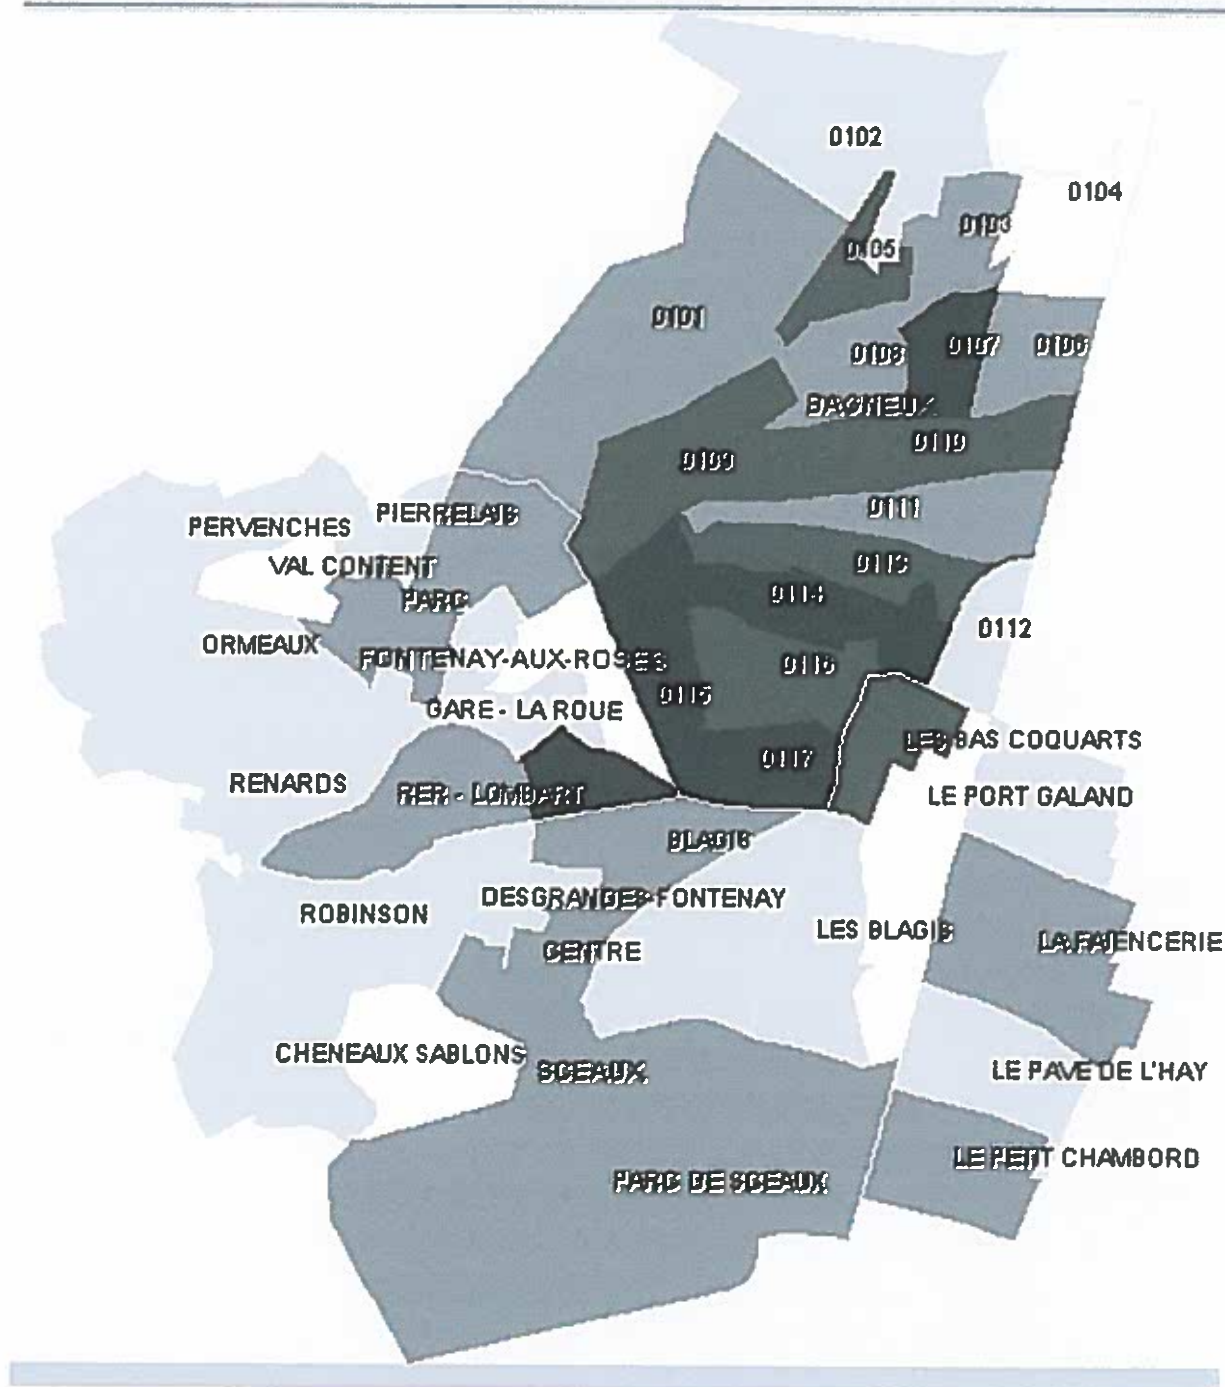 0102
0104
0103
0105
0101
0107
0106
0108
BAGNEUX
0110
0109
0111
PIERRELAIS
PERVENCHES
VAL CONTENT
0113
PARC
0114
0112
ORMEAUX
FONTENAY-AUX-ROSES
0116
0115
GARE - LA ROUE
LES BAS COQUARTS
0117
RENARDS
RER - LOMBART
LE PORT GALAND
BLAGIS
DESGRANGES-FONTENAY
ROBINSON
LES BLAGIS
LA FAIENCERIE
CENTRE
CHENEAUX SABLONS
SCEAUX
LE PAVE DE L'HAY
LE PETIT CHAMBORD
PARC DE SCEAUX